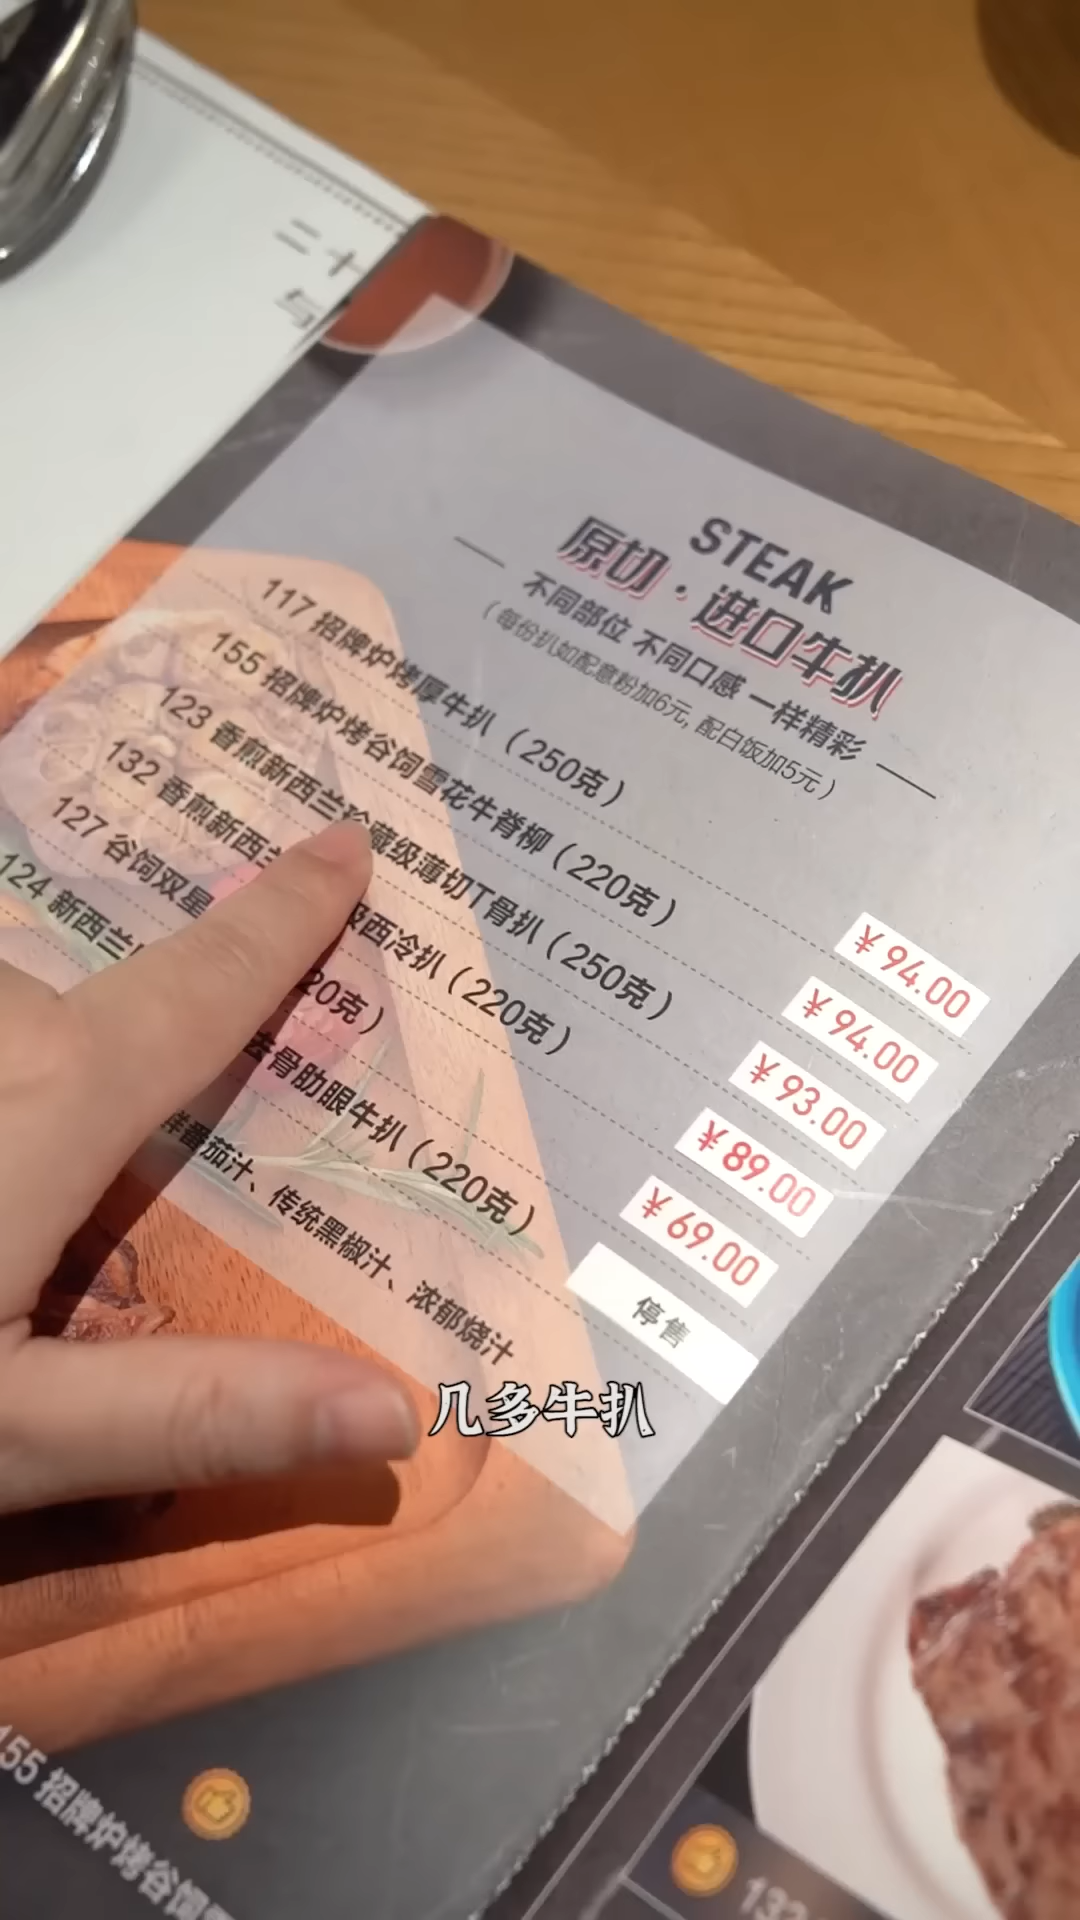 二十
与
STEAK
原切·进口牛扒
不同部位 不同口感 一样精彩
(每份扒如配意粉加6元, 配白饭加5元)
117 招牌炉烤厚牛扒(250克) ¥94.00
155 招牌炉烤谷饲雪花牛脊柳(220克) ¥94.00
123 香煎新西兰珍藏级薄切T骨扒(250克) ¥93.00
132 香煎新西兰 级西冷扒(220克) ¥89.00
127 谷饲双星 20克) ¥69.00
124 新西兰 去骨肋眼牛扒(220克) 停售
鲜番茄汁、传统黑椒汁、浓郁烧汁
几多牛扒
155 招牌炉烤谷饲
132